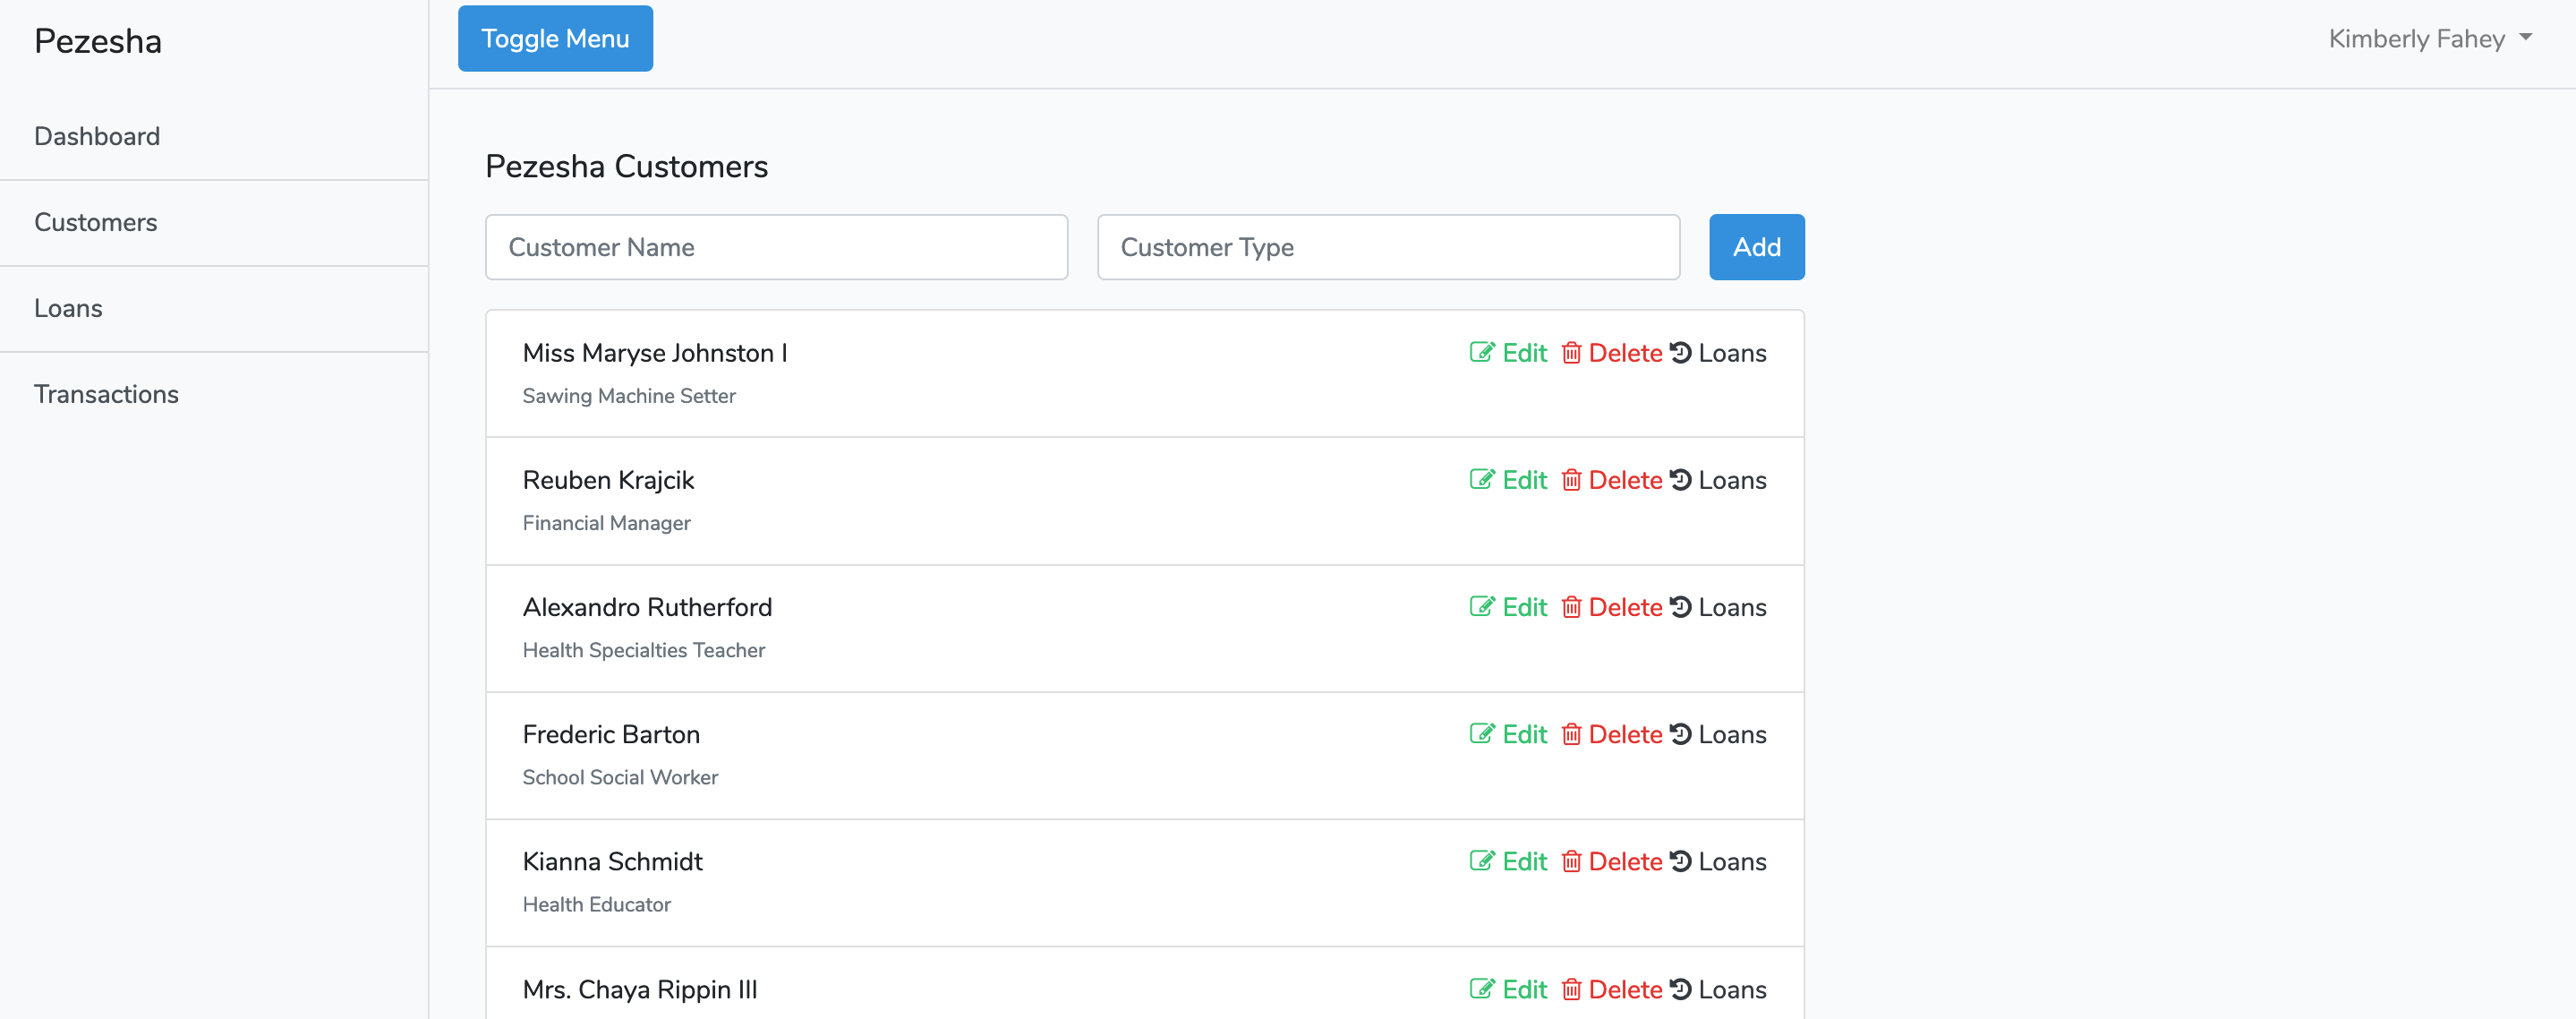 Pezesha
Toggle Menu
Kimberly Fahey
Dashboard
Customers
Loans
Transactions
Pezesha Customers
Customer Name
Customer Type
Add
Miss Maryse Johnston I
Edit Delete Loans
Sawing Machine Setter
Reuben Krajcik
Edit Delete Loans
Financial Manager
Alexandro Rutherford
Edit Delete Loans
Health Specialties Teacher
Frederic Barton
Edit Delete Loans
School Social Worker
Kianna Schmidt
Edit Delete Loans
Health Educator
Mrs. Chaya Rippin III
Edit Delete Loans